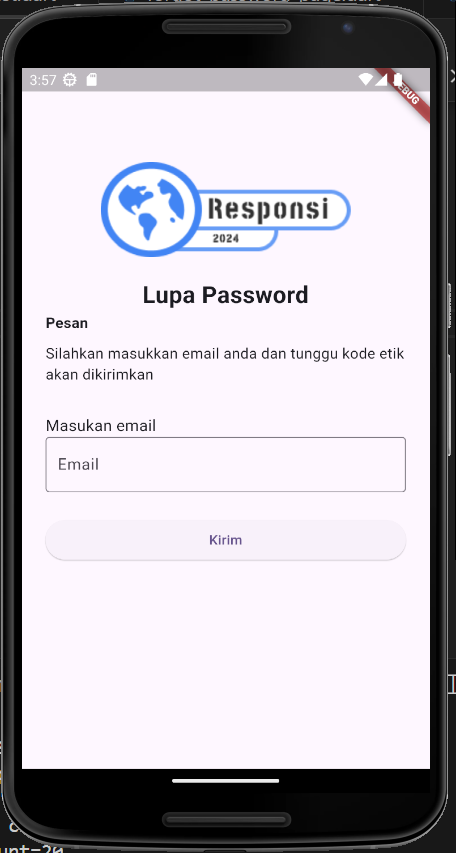 3:57
Responsi
2024
Lupa Password
Pesan
Silahkan masukkan email anda dan tunggu kode etik
akan dikirimkan
Masukan email
Email
Kirim
unt=20